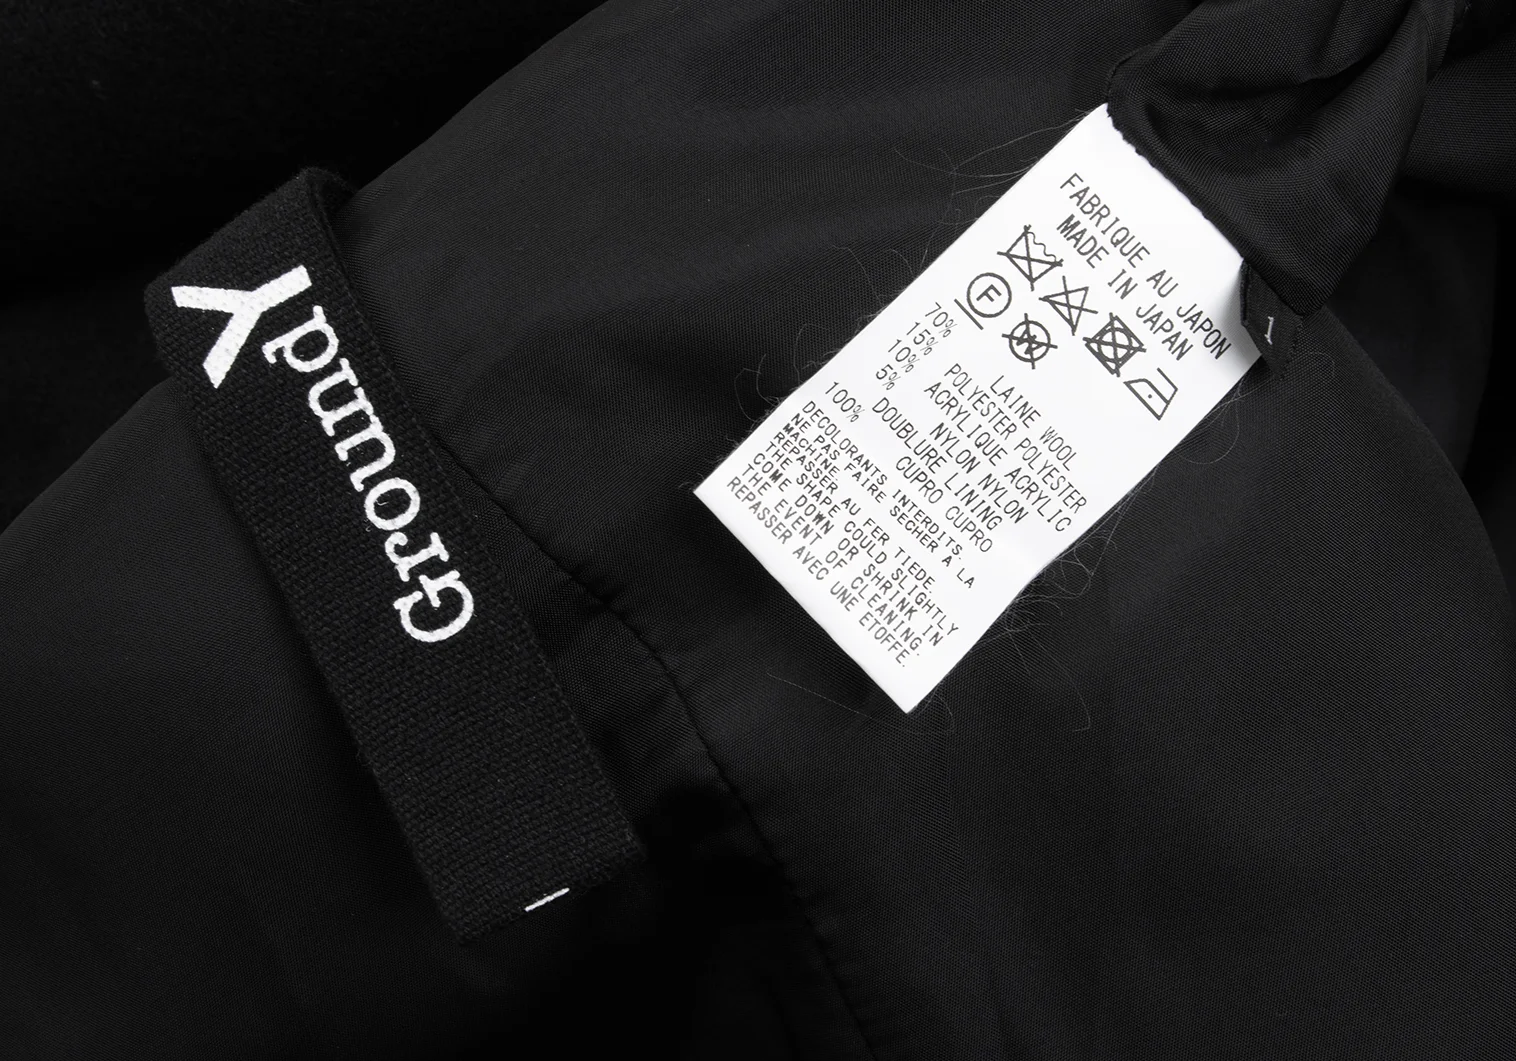 Ground Y
FABRIQUE AU JAPON
MADE IN JAPAN
F
W
70% LAINE WOOL
15% POLYESTER POLYESTER
10% ACRYLIQUE ACRYLIC
5% NYLON NYLON
DOUBLURE LINING
100% CUPRO CUPRO
DECOLORANTS INTERDITS.
NE PAS FAIRE SECHER A LA
MACHINE.
REPASSER AU FER TIEDE.
THE SHAPE COULD SLIGHTLY
COME DOWN OR SHRINK IN
THE EVENT OF CLEANING.
REPASSER AVEC UNE ETOFFE.
1